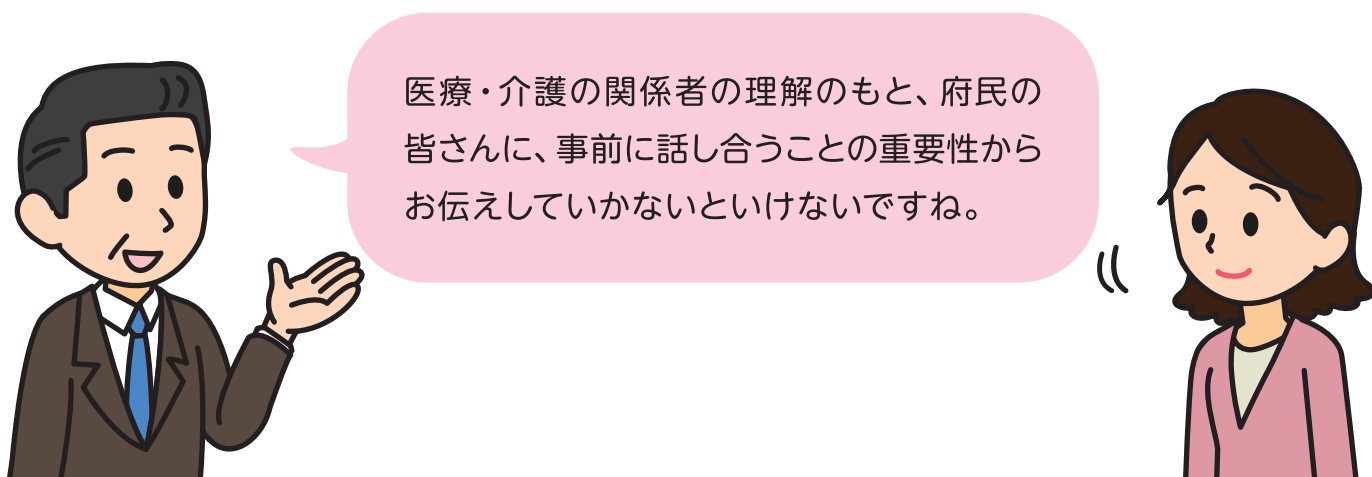 医療・介護の関係者の理解のもと、府民の
皆さんに、事前に話し合うことの重要性から
お伝えしていかないといけないですね。